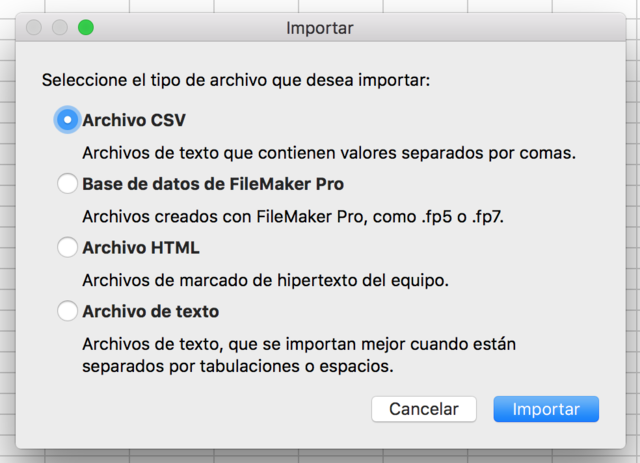 Importar
Seleccione el tipo de archivo que desea importar:
Archivo CSV
Archivos de texto que contienen valores separados por comas.
Base de datos de FileMaker Pro
Archivos creados con FileMaker Pro, como .fp5 o .fp7.
Archivo HTML
Archivos de marcado de hipertexto del equipo.
Archivo de texto
Archivos de texto, que se importan mejor cuando están
separados por tabulaciones o espacios.
Cancelar
Importar